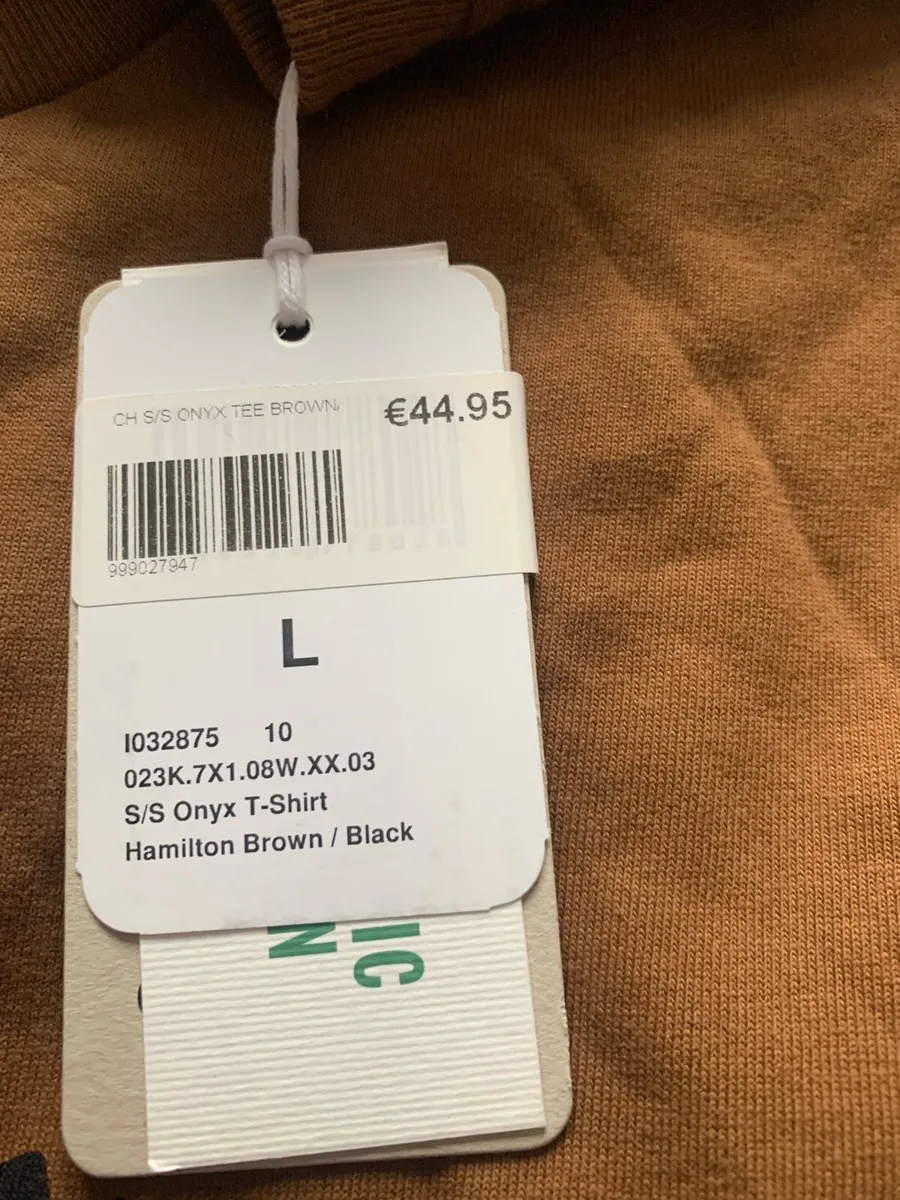 CH S/S ONYX TEE BROWN
€44.95
999027947
L
I032875 10
023K.7X1.08W.XX.03
S/S Onyx T-Shirt
Hamilton Brown / Black